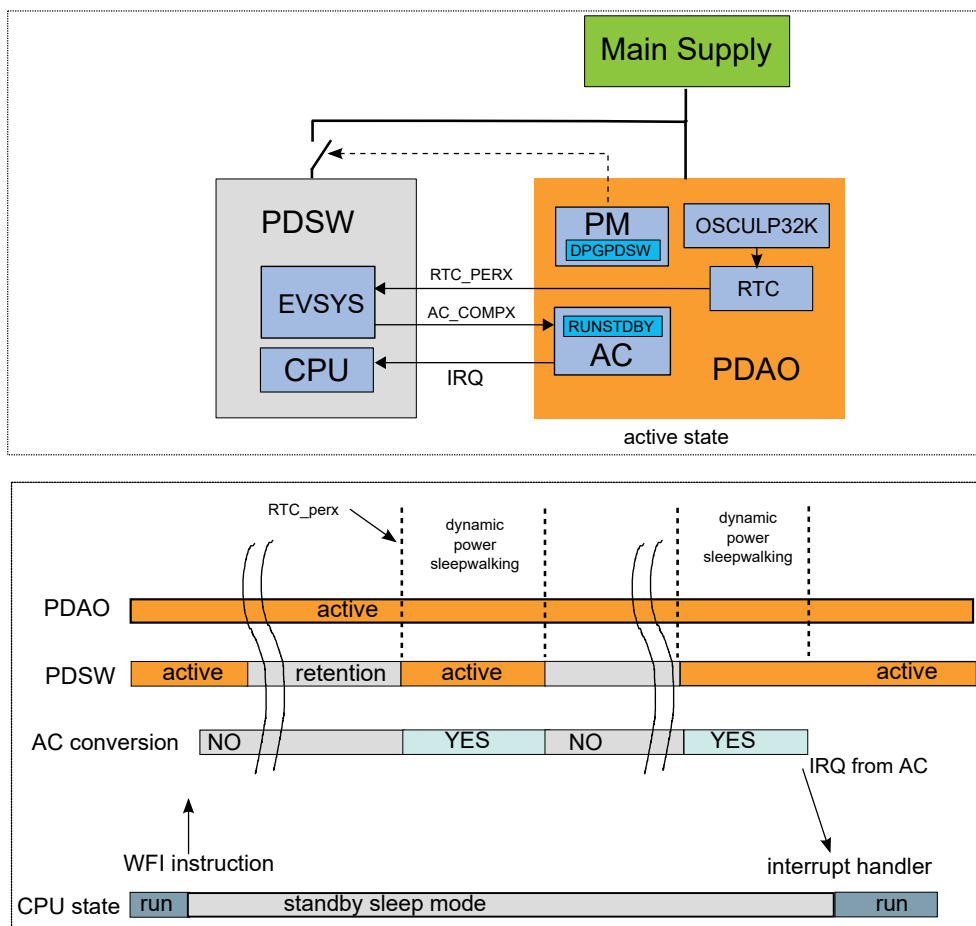 Main Supply
PDSW
PM
DPGPDSW
OSCULP32K
RTC_PERX
RTC
EVSYS
AC_COMPX
RUNSTDBY
AC
CPU
IRQ
PDAO
active state
RTC_perx
dynamic
power
sleepwalking
dynamic
power
sleepwalking
PDAO
active
PDSW
active
retention
active
active
AC conversion
NO
YES
NO
YES
IRQ from AC
WFI instruction
interrupt handler
CPU state
run
standby sleep mode
run